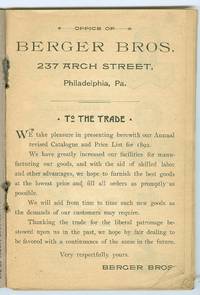 OFFICE OF
BERGER BROS.
237 ARCH STREET,
Philadelphia, Pa.
TO THE TRADE
WE take pleasure in presenting herewith our Annual
revised Catalogue and Price List for 1892.
We have greatly increased our facilities for manu-
facturing our goods, and with the aid of skilled labor
and other advantages, we hope to furnish the best goods
at the lowest price and fill all orders as promptly as
possible.
We will add from time to time such new goods as
the demands of our customers may require.
Thanking the trade for the liberal patronage be-
stowed upon us in the past, we hope by fair dealing to
be favored with a continuance of the same in the future.
Very respectfully yours,
BERGER BROS.